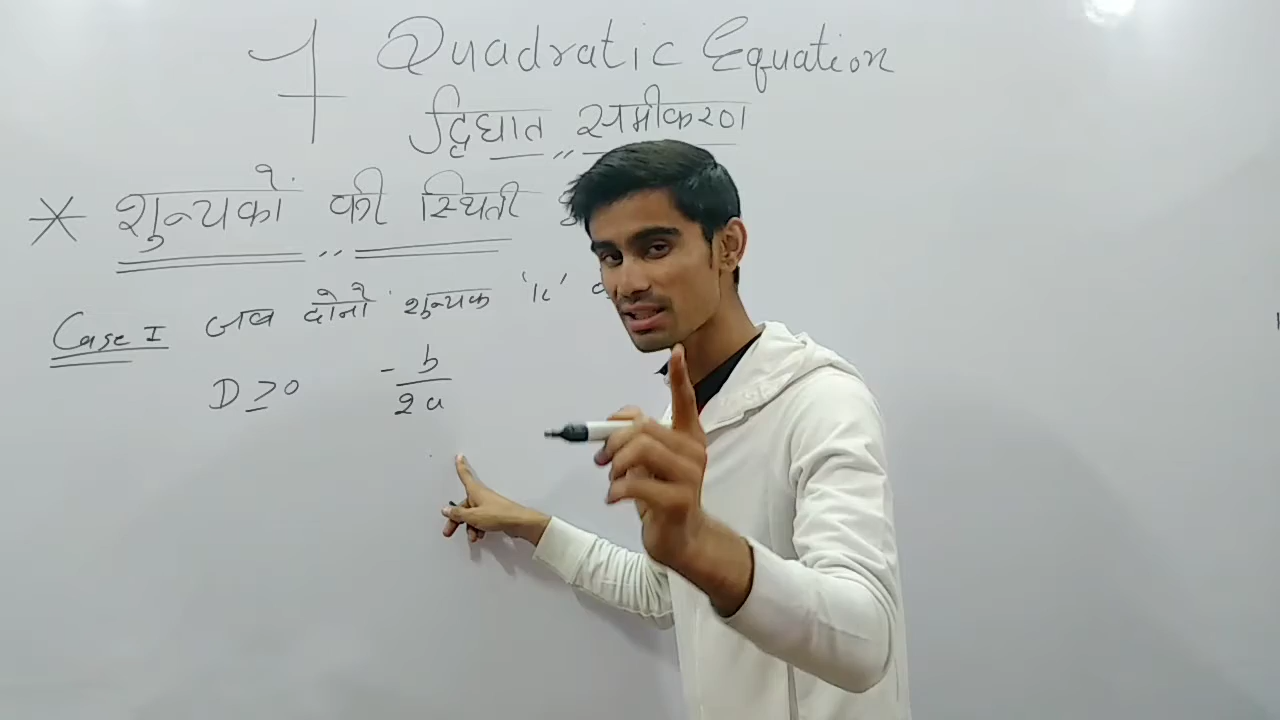 Quadratic Equation
द्विघात समीकरण
* शुन्यकों की स्थिती
Case I जब दोनों शुन्यक 'k'
D ≥ 0 - b / 2a